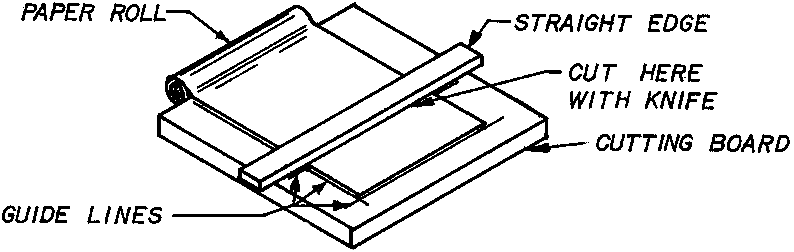 PAPER ROLL
STRAIGHT EDGE
CUT HERE
WITH KNIFE
CUTTING BOARD
GUIDE LINES